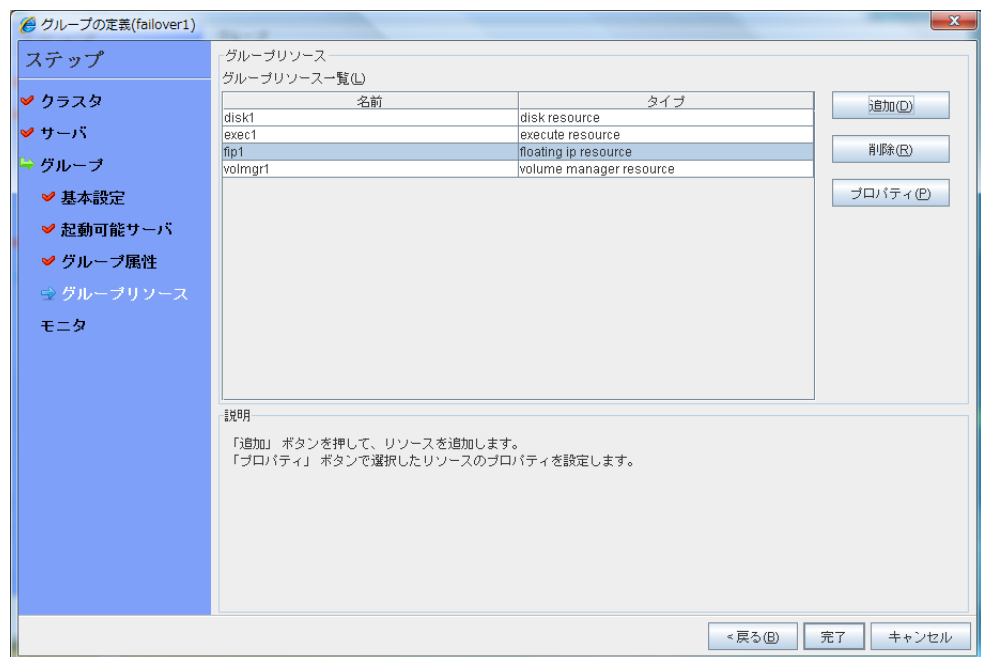 グループの定義(failover1)
x
ステップ
クラスタ
サーバ
グループ
基本設定
起動可能サーバ
グループ属性
グループリソース
モニタ
グループリソース
グループリソース一覧(L)
名前 タイプ
disk1 disk resource
exec1 execute resource
fip1 floating ip resource
volmgr1 volume manager resource
追加(D)
削除(R)
プロパティ(P)
説明
「追加」 ボタンを押して、リソースを追加します。
「プロパティ」 ボタンで選択したリソースのプロパティを設定します。
<戻る(B) 完了 キャンセル